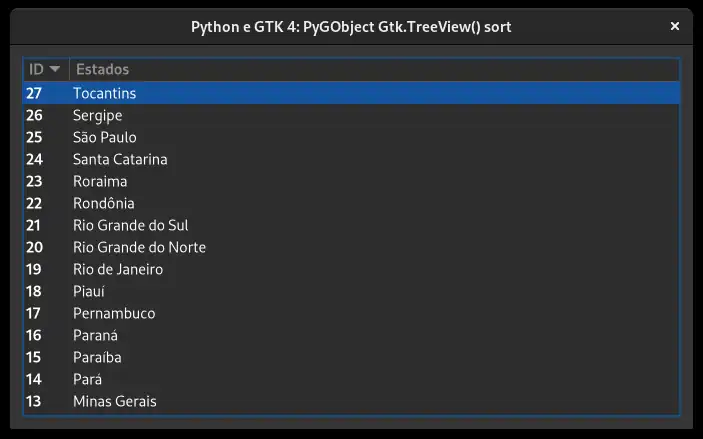 Python e GTK 4: PyGObject Gtk.TreeView() sort
ID Estados
27 Tocantins
26 Sergipe
25 São Paulo
24 Santa Catarina
23 Roraima
22 Rondônia
21 Rio Grande do Sul
20 Rio Grande do Norte
19 Rio de Janeiro
18 Piauí
17 Pernambuco
16 Paraná
15 Paraíba
14 Pará
13 Minas Gerais